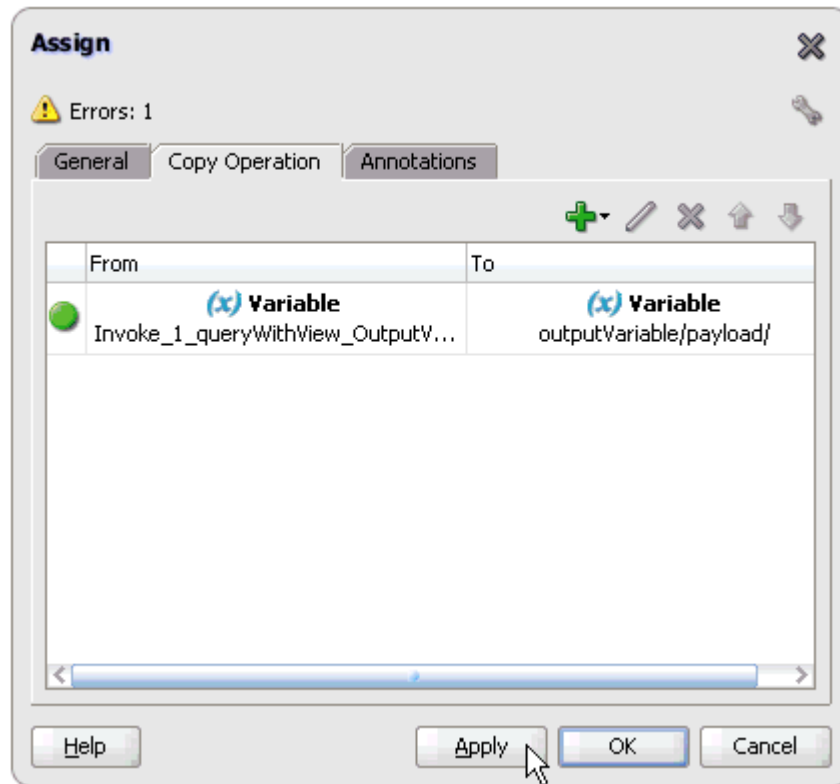 Assign
Errors: 1
General Copy Operation Annotations
From To
(x) Variable (x) Variable
Invoke_1_queryWithView_OutputV... outputVariable/payload/
Help Apply OK Cancel